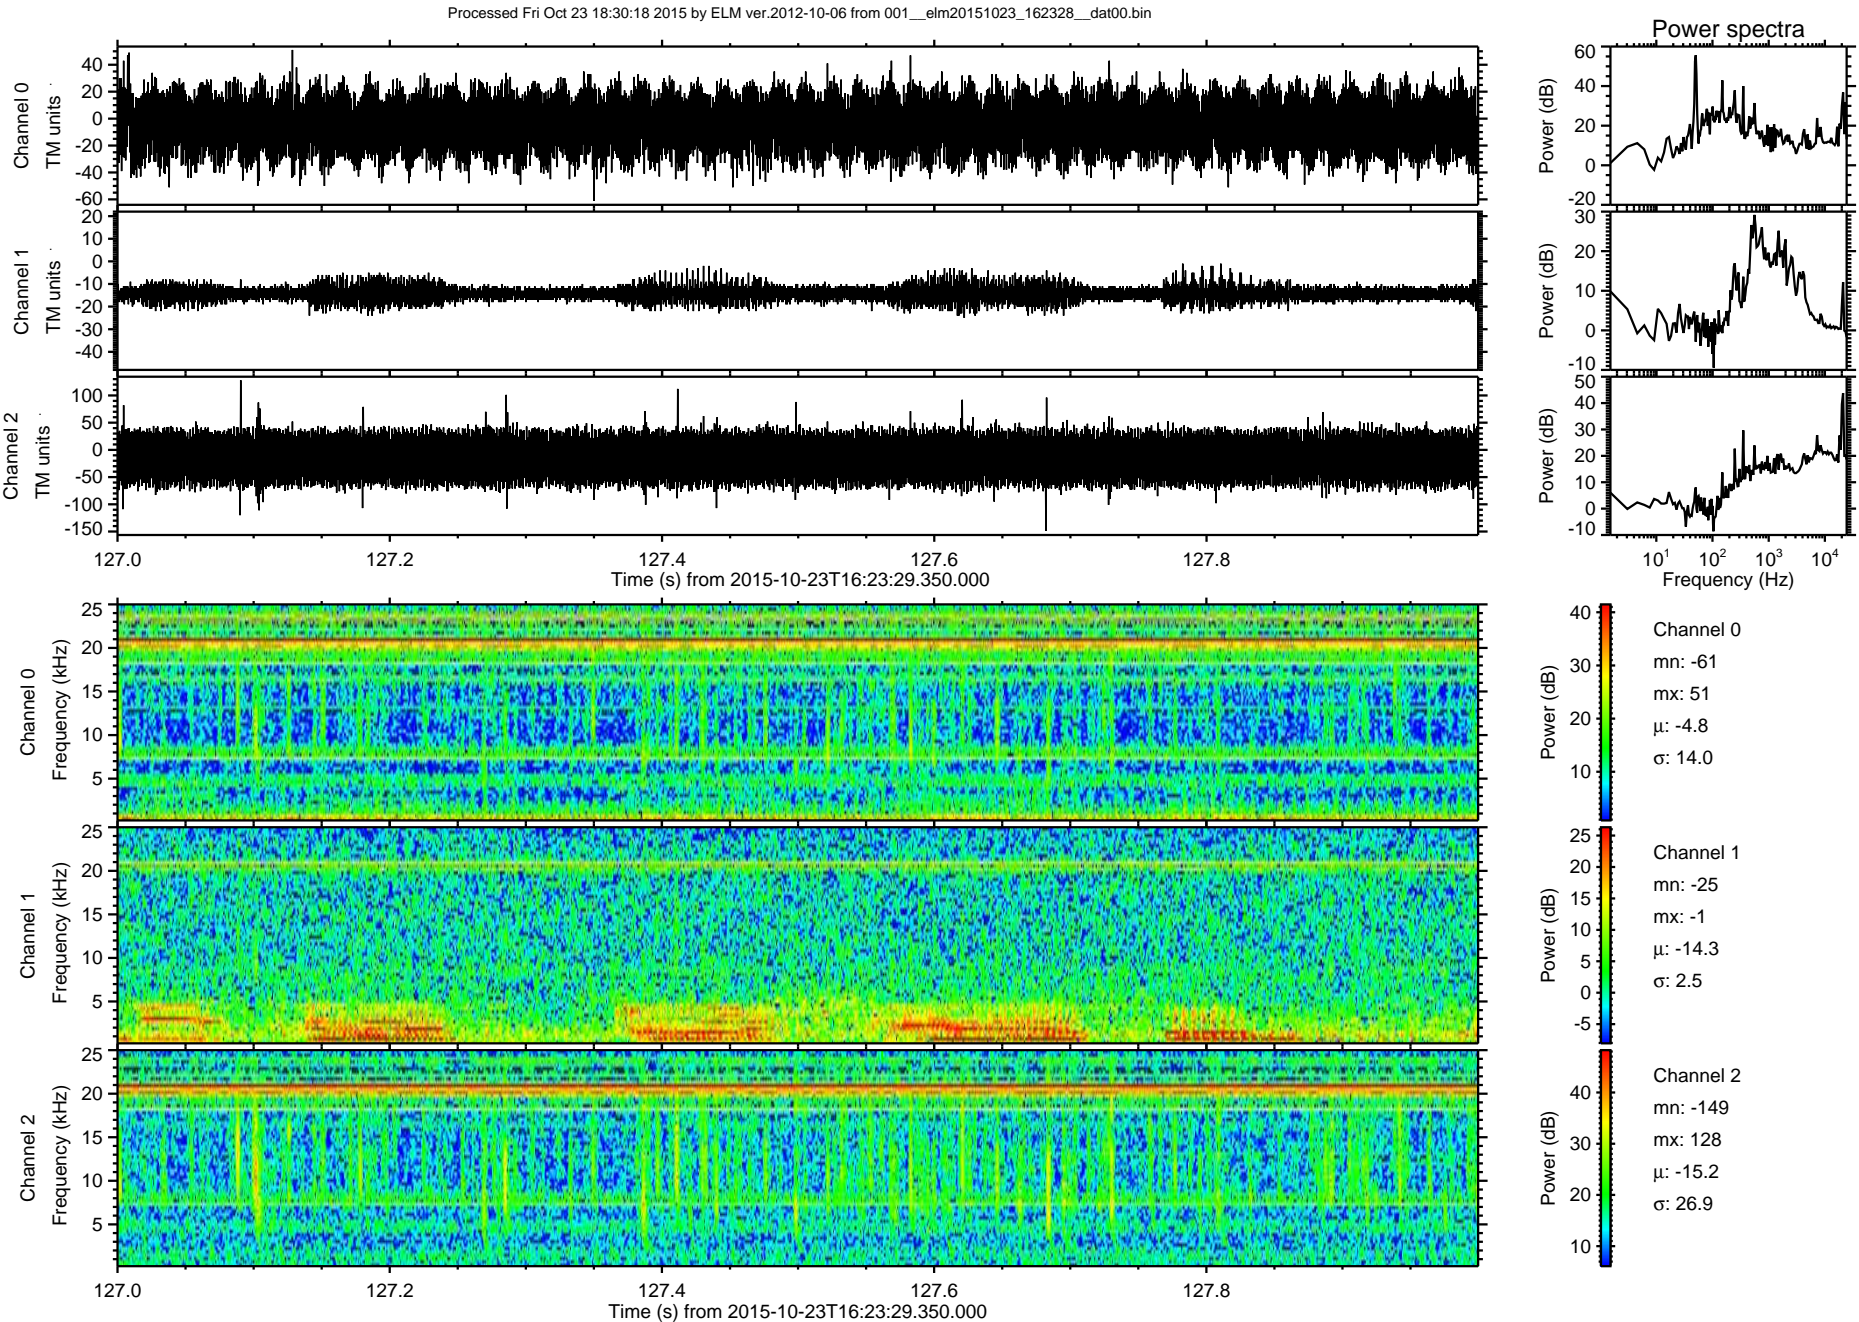 Processed Fri Oct 23 18:30:18 2015 by ELM ver.2012-10-06 from 001__elm20151023_162328__dat00.bin
Power spectra
Channel 0
TM units
40
20
0
-20
-40
-60
Power (dB)
60
40
20
0
-20
Channel 1
TM units
20
10
0
-10
-20
-30
-40
Power (dB)
30
20
10
0
-10
Channel 2
TM units
100
50
0
-50
-100
-150
Power (dB)
50
40
30
20
10
0
-10
127.0 127.2 127.4 127.6 127.8
Time (s) from 2015-10-23T16:23:29.350.000
10¹ 10² 10³ 10⁴
Frequency (Hz)
Channel 0
Frequency (kHz)
25
20
15
10
5
Power (dB)
40
30
20
10
Channel 0
mn: -61
mx: 51
μ: -4.8
σ: 14.0
Channel 1
Frequency (kHz)
25
20
15
10
5
Power (dB)
25
20
15
10
5
0
-5
Channel 1
mn: -25
mx: -1
μ: -14.3
σ: 2.5
Channel 2
Frequency (kHz)
25
20
15
10
5
Power (dB)
40
30
20
10
Channel 2
mn: -149
mx: 128
μ: -15.2
σ: 26.9
127.0 127.2 127.4 127.6 127.8
Time (s) from 2015-10-23T16:23:29.350.000